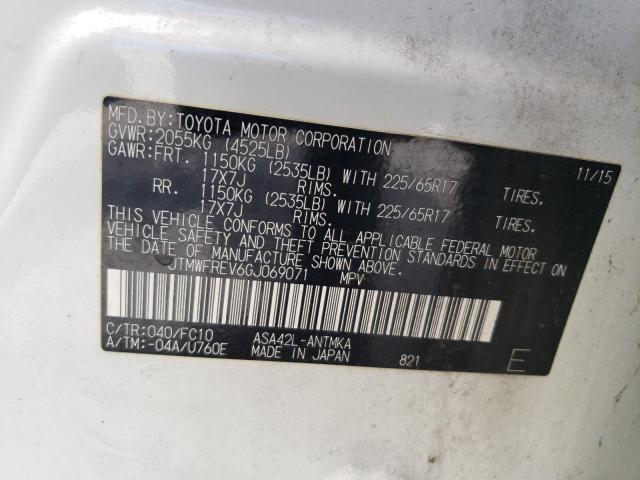 MFD. BY: TOYOTA MOTOR CORPORATION 11/15
GVWR: 2055KG (4525LB)
GAWR: FRT. 1150KG (2535LB) WITH 225/65R17 TIRES.
17X7J RIMS.
RR. 1150KG (2535LB) WITH 225/65R17 TIRES.
17X7J RIMS.
THIS VEHICLE CONFORMS TO ALL APPLICABLE FEDERAL MOTOR
VEHICLE SAFETY AND THEFT PREVENTION STANDARDS IN EFFECT ON
THE DATE OF MANUFACTURE SHOWN ABOVE.
JTMWFREV6GJ069071 MPV
C/TR: 040/FC10 ASA42L-ANTMKA
A/TM: -04A/U760E MADE IN JAPAN 821 E